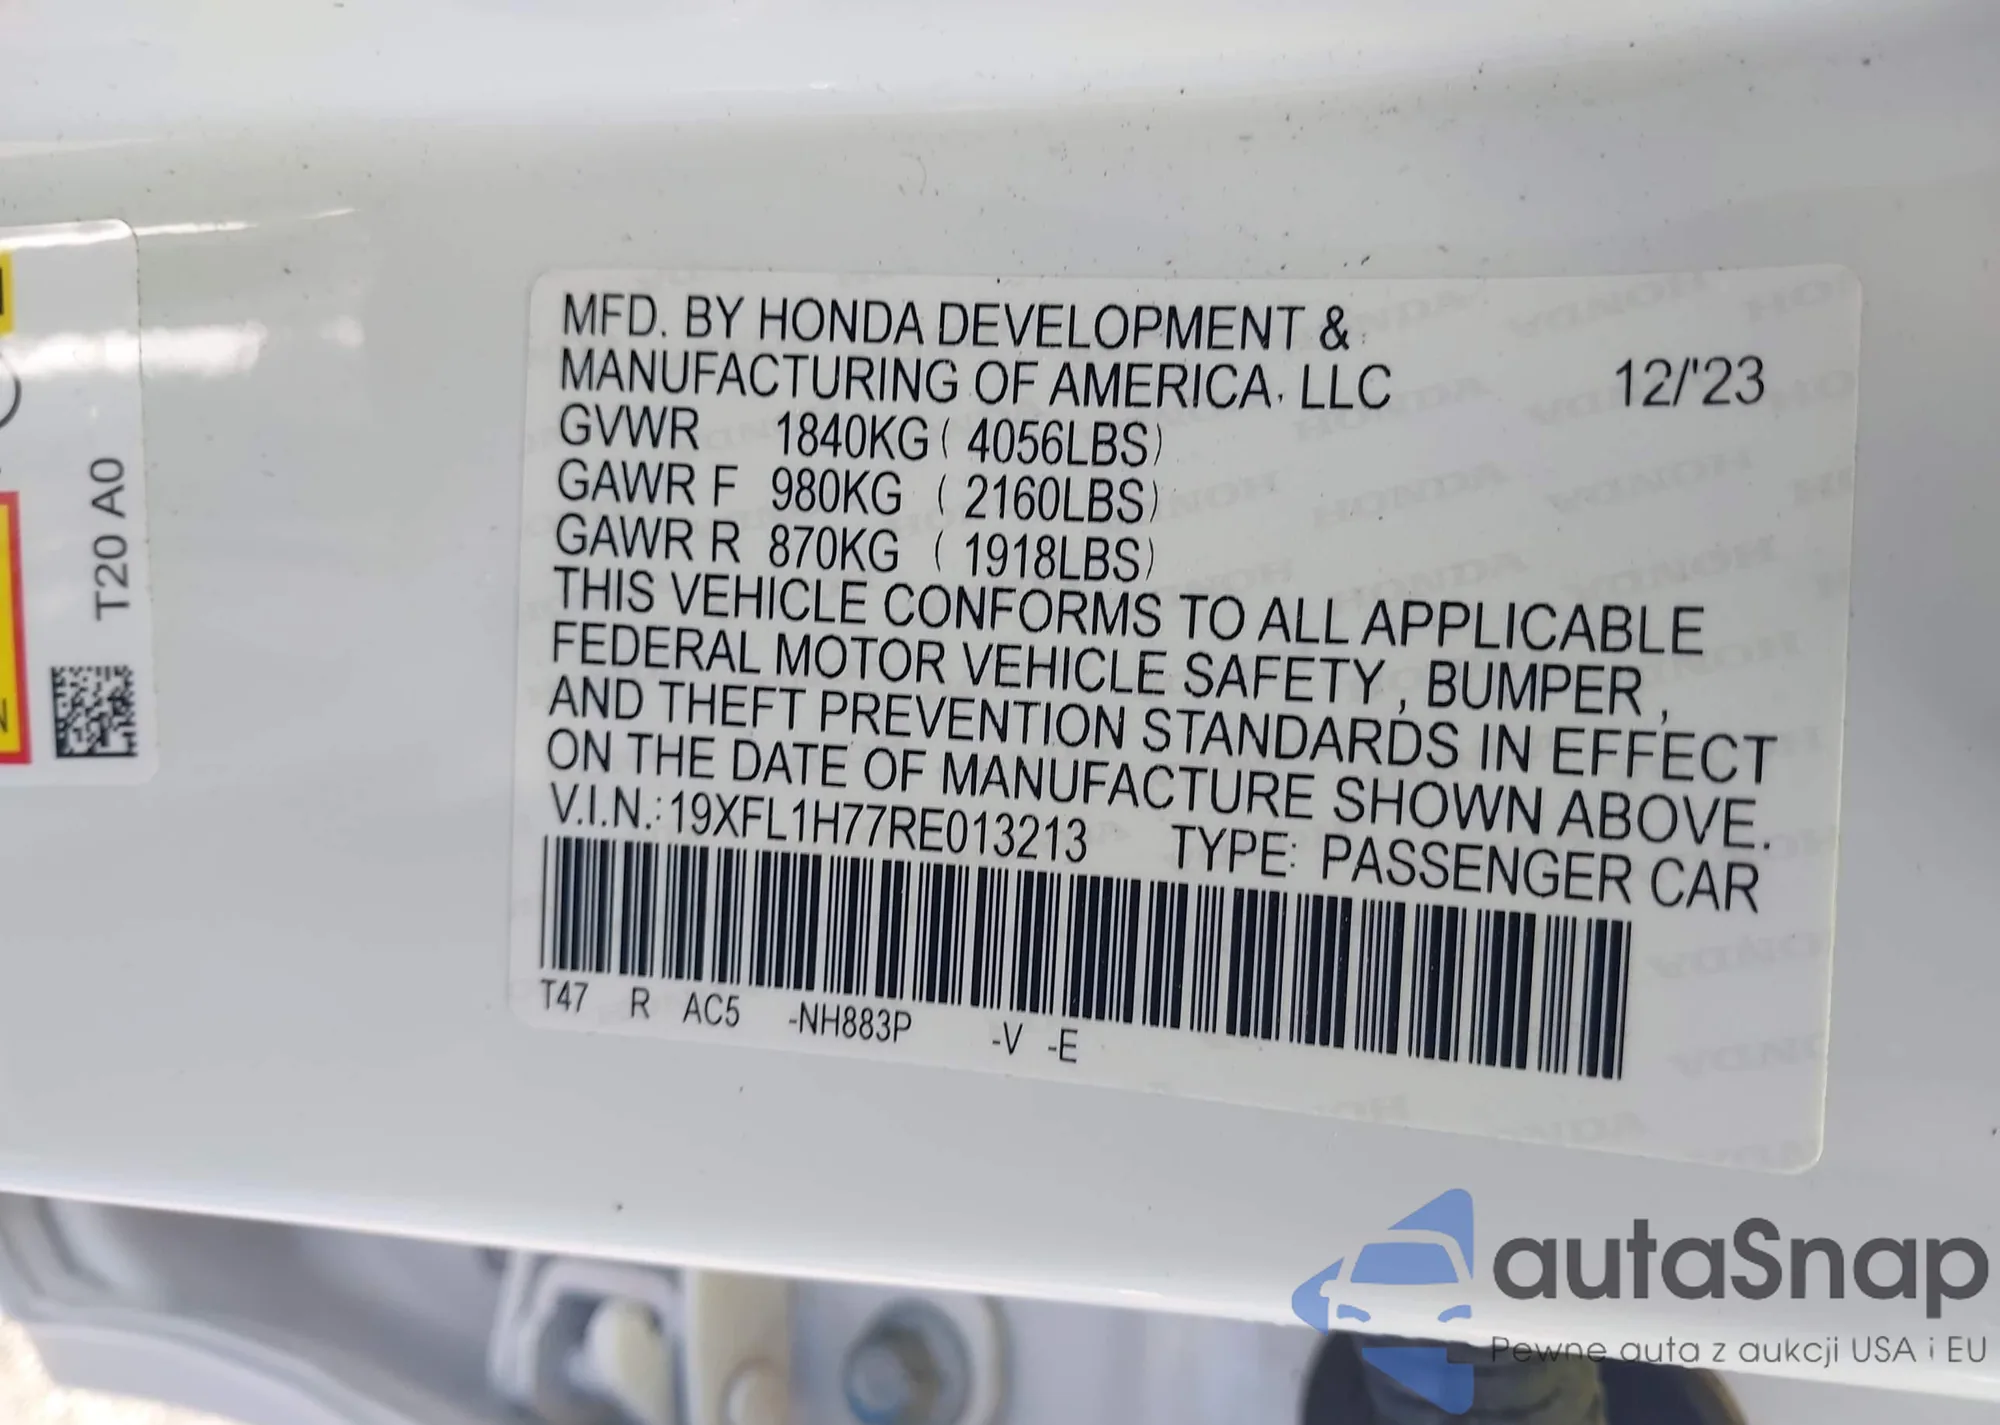 MFD. BY HONDA DEVELOPMENT &
MANUFACTURING OF AMERICA, LLC 12/'23
GVWR 1840KG ( 4056LBS)
GAWR F 980KG ( 2160LBS)
GAWR R 870KG ( 1918LBS)
THIS VEHICLE CONFORMS TO ALL APPLICABLE
FEDERAL MOTOR VEHICLE SAFETY , BUMPER ,
AND THEFT PREVENTION STANDARDS IN EFFECT
ON THE DATE OF MANUFACTURE SHOWN ABOVE.
V.I.N.: 19XFL1H77RE013213 TYPE: PASSENGER CAR
T47 R AC5 -NH883P -V -E
T20 A0
autaSnap
Pewne auta z aukcji USA i EU